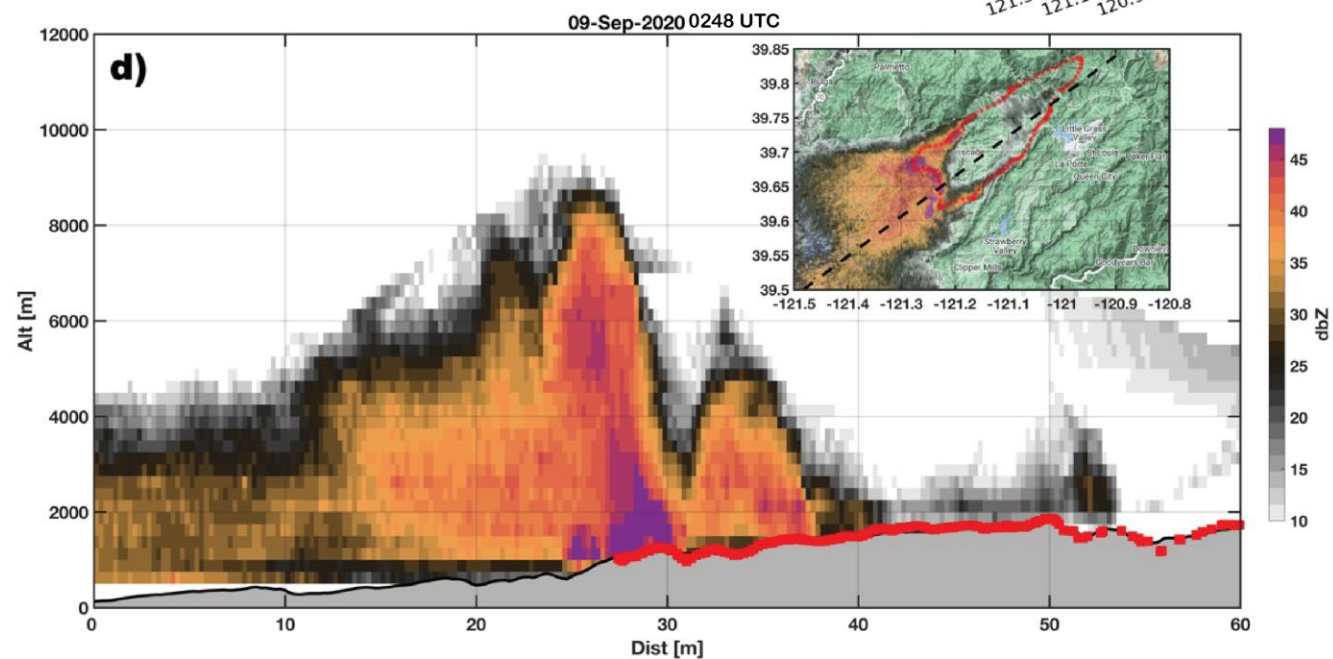 09-Sep-2020 0248 UTC
d)
12000
10000
8000
6000
4000
2000
0
Alt [m]
0 10 20 30 40 50 60
Dist [m]
39.85
39.8
39.75
39.7
39.65
39.6
39.55
39.5
-121.5 -121.4 -121.3 -121.2 -121.1 -121 -120.9 -120.8
Palmetto
Little Grass
Valley
La Porte
Queen City
Strawberry
Valley
Clipper Mills
Goodyears Bar
45
40
35
30
25
20
15
10
dbZ